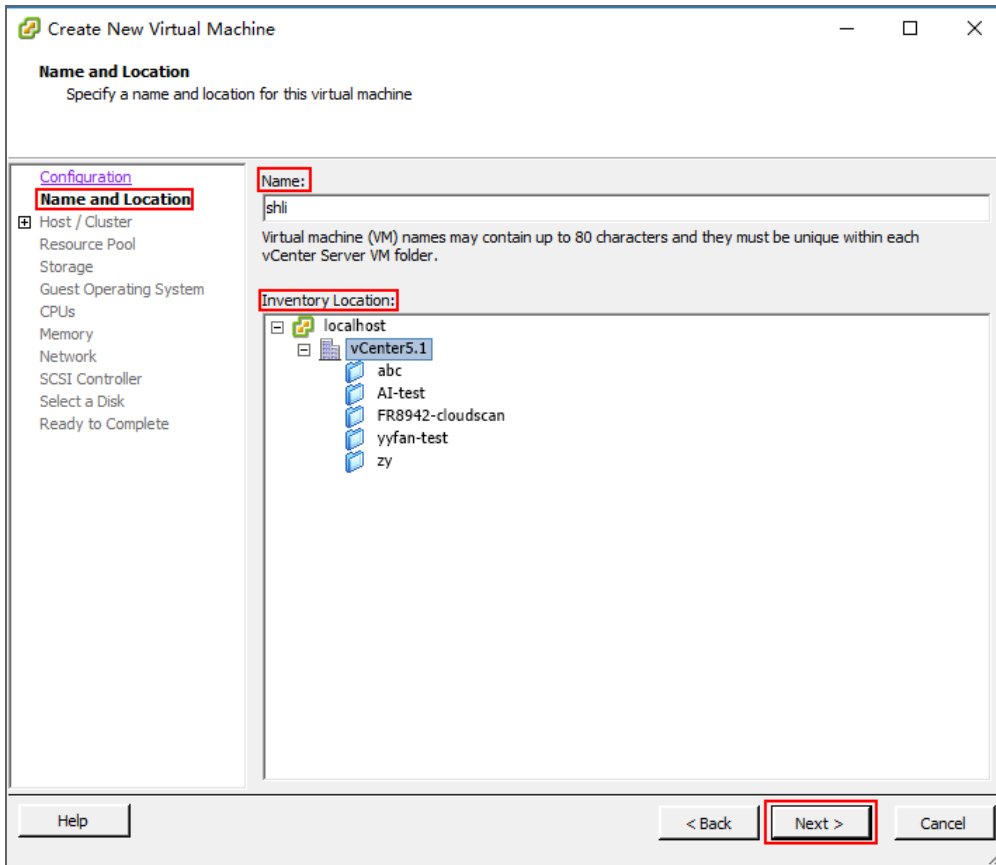 Create New Virtual Machine
Name and Location
Specify a name and location for this virtual machine
Configuration
Name and Location
Host / Cluster
Resource Pool
Storage
Guest Operating System
CPUs
Memory
Network
SCSI Controller
Select a Disk
Ready to Complete
Name:
shli
Virtual machine (VM) names may contain up to 80 characters and they must be unique within each
vCenter Server VM folder.
Inventory Location:
localhost
vCenter5.1
abc
AI-test
FR8942-cloudscan
yyfan-test
zy
Help
< Back
Next >
Cancel